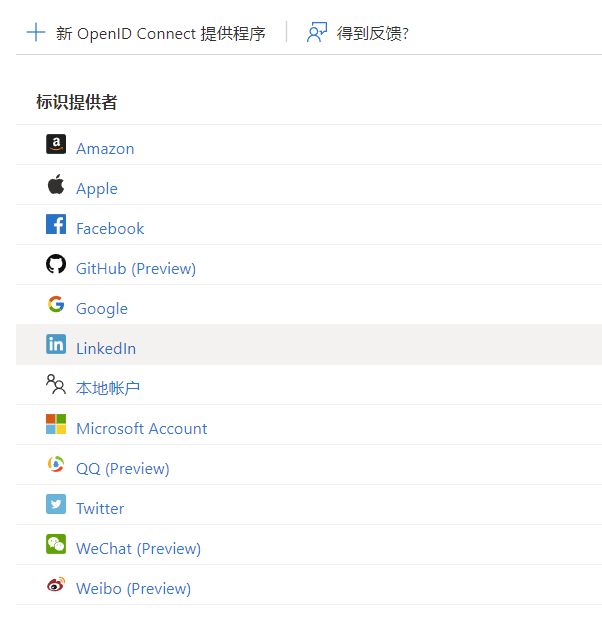 新 OpenID Connect 提供程序 得到反馈?
标识提供者
Amazon
Apple
Facebook
GitHub (Preview)
Google
LinkedIn
本地帐户
Microsoft Account
QQ (Preview)
Twitter
WeChat (Preview)
Weibo (Preview)